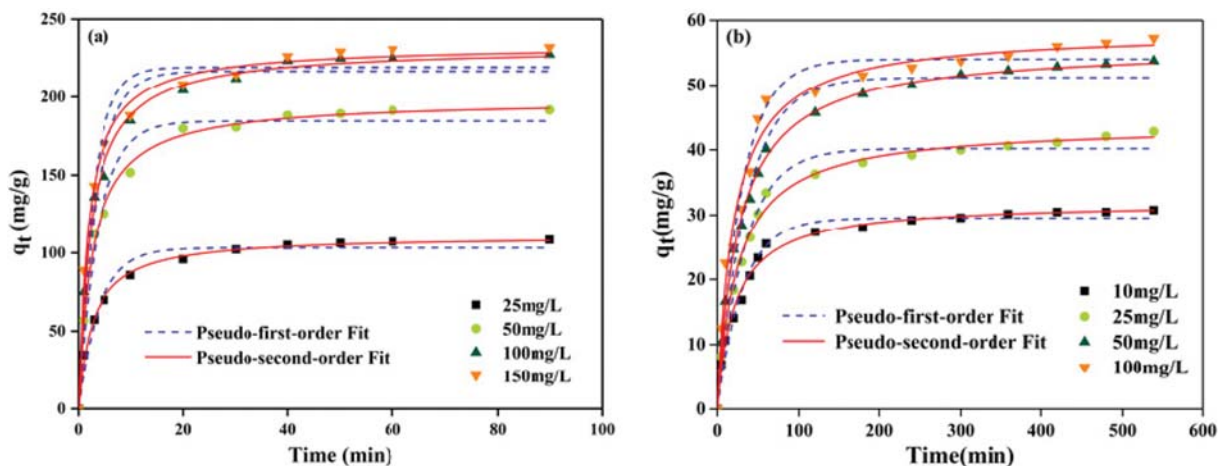 (a)
250
200
150
100
50
0
qt (mg/g)
25mg/L
50mg/L
100mg/L
150mg/L
Pseudo-first-order Fit
Pseudo-second-order Fit
0 20 40 60 80 100
Time (min)
(b)
60
50
40
30
20
10
0
qt(mg/g)
10mg/L
25mg/L
50mg/L
100mg/L
Pseudo-first-order Fit
Pseudo-second-order Fit
0 100 200 300 400 500 600
Time(min)